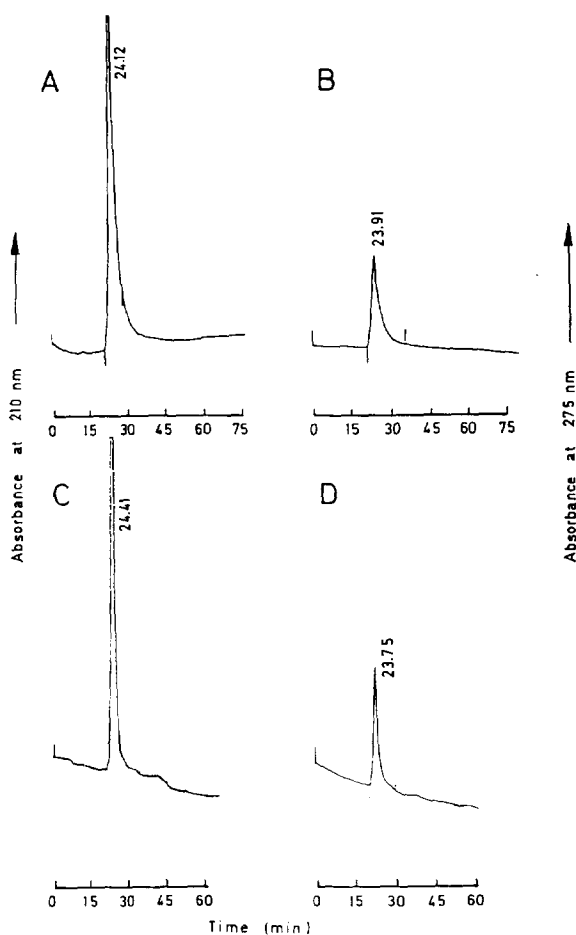 A
24.12
B
23.91
Absorbance at 210 nm
Absorbance at 275 nm
0 15 30 45 60 75
0 15 30 45 60 75
C
24.41
D
23.75
0 15 30 45 60
0 15 30 45 60
Time (min)